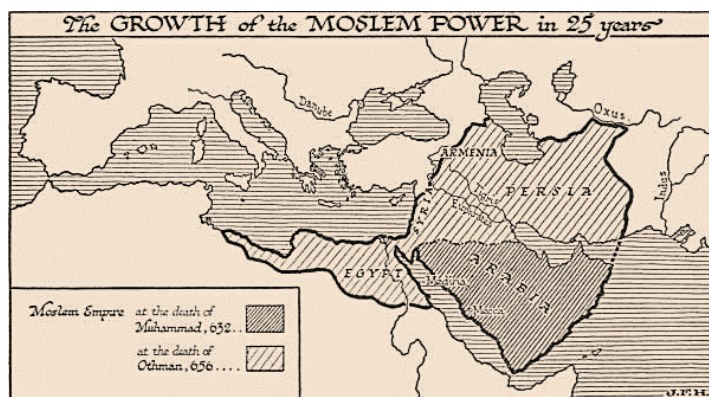 The GROWTH of the MOSLEM POWER in 25 years
Danube
Oxus
ARMENIA
PERSIA
Tigris
Euphrates
Indus
SYRIA
EGYPT
ARABIA
Medina
Mecca
Moslem Empire
at the death of
Muhammad, 632..
at the death of
Othman, 656....
J.F.H.